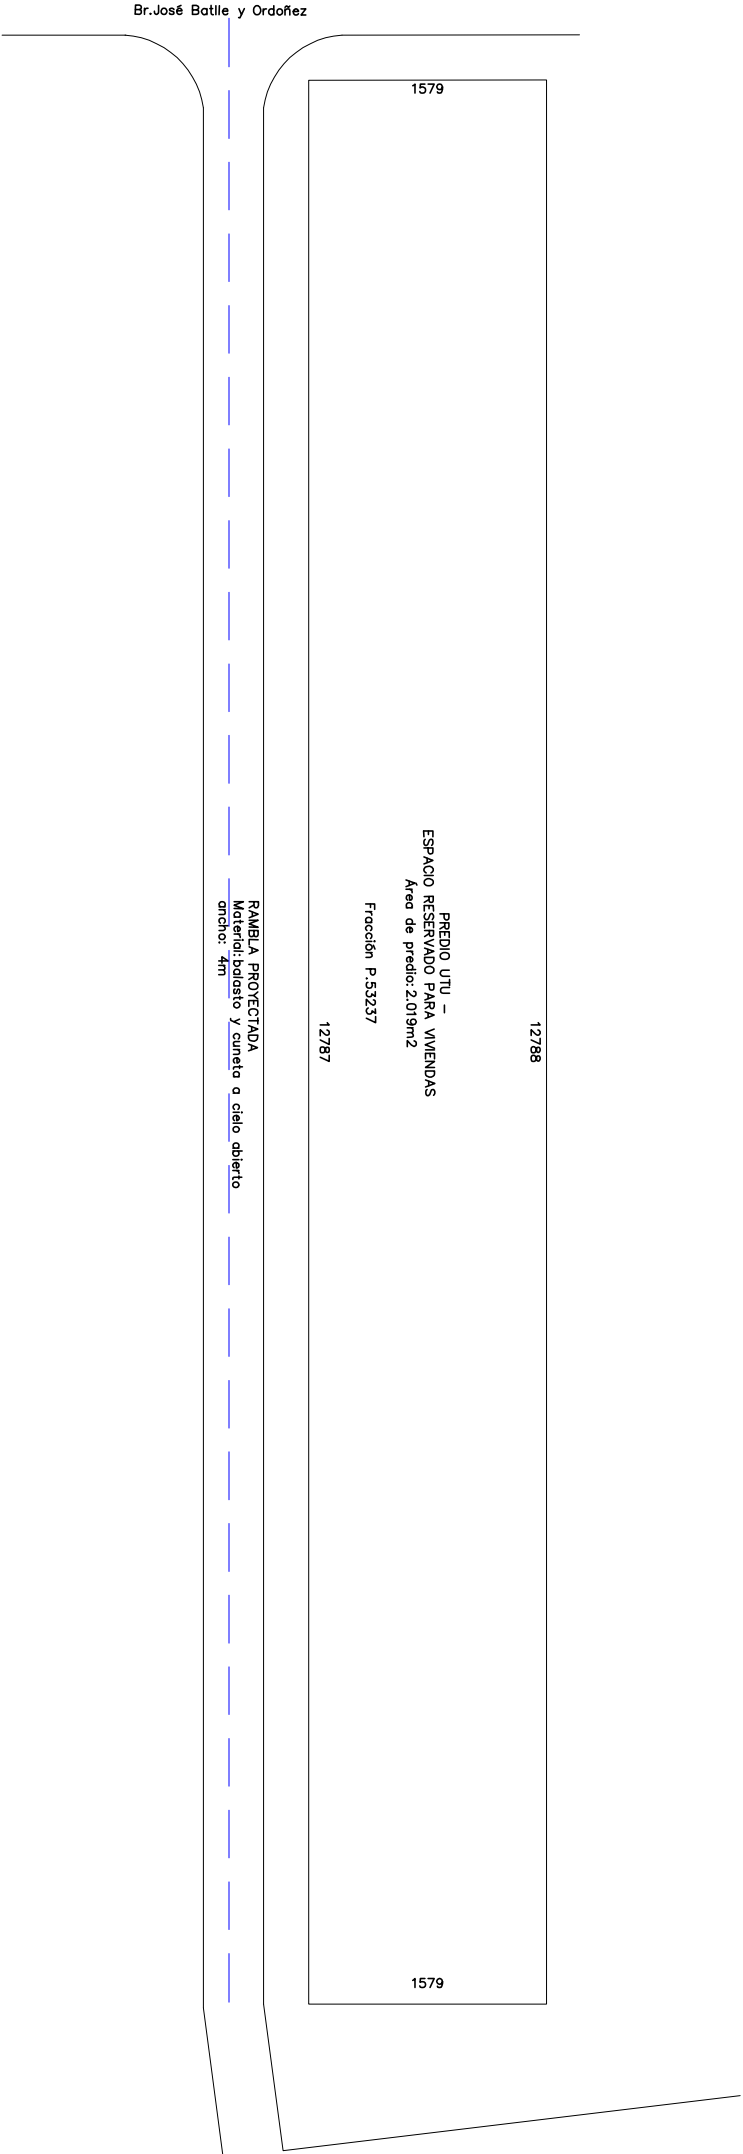 Br.José Batlle y Ordoñez
1579
PREDIO UTU –
ESPACIO RESERVADO PARA VIVIENDAS
Área de predio: 2.019m2
Fracción P.53237
12788
12787
RAMBLA PROYECTADA
Material: balasto y cuneta a cielo abierto
ancho: 4m
1579